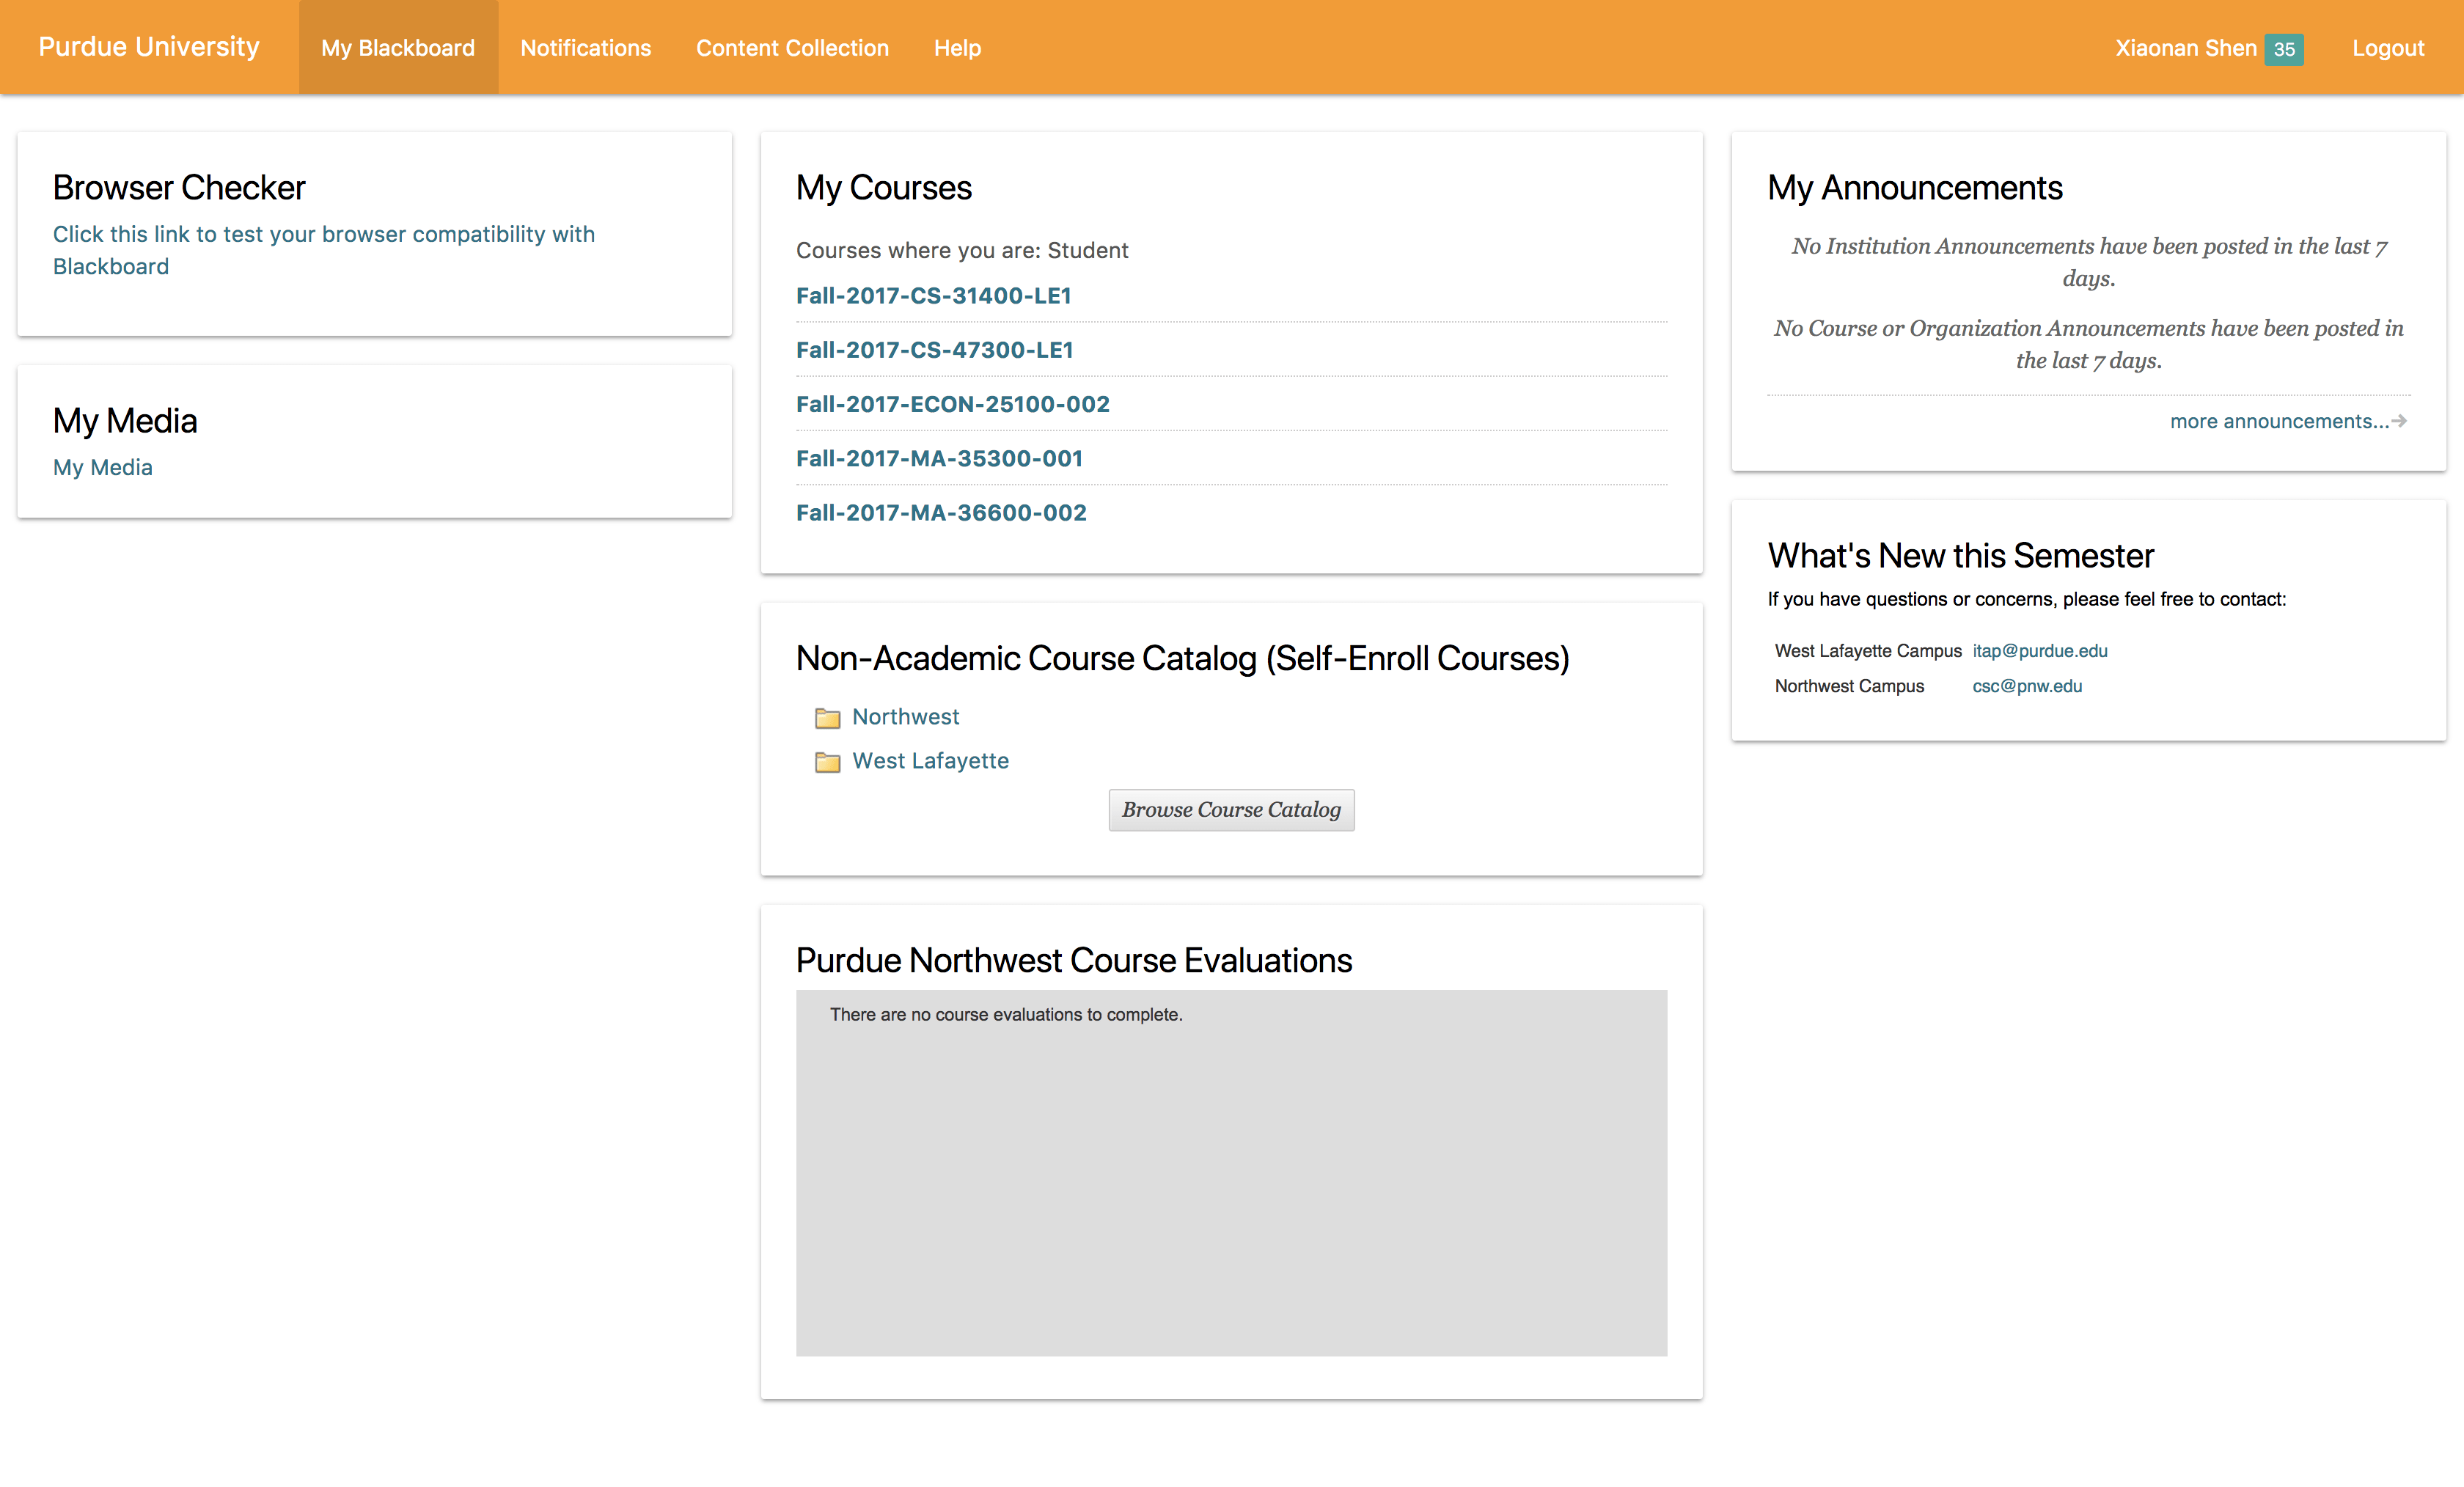 Purdue University
My Blackboard
Notifications
Content Collection
Help
Xiaonan Shen 35
Logout
Browser Checker
Click this link to test your browser compatibility with
Blackboard
My Media
My Media
My Courses
Courses where you are: Student
Fall-2017-CS-31400-LE1
Fall-2017-CS-47300-LE1
Fall-2017-ECON-25100-002
Fall-2017-MA-35300-001
Fall-2017-MA-36600-002
Non-Academic Course Catalog (Self-Enroll Courses)
Northwest
West Lafayette
Browse Course Catalog
Purdue Northwest Course Evaluations
There are no course evaluations to complete.
My Announcements
No Institution Announcements have been posted in the last 7
days.
No Course or Organization Announcements have been posted in
the last 7 days.
more announcements...→
What's New this Semester
If you have questions or concerns, please feel free to contact:
West Lafayette Campus itap@purdue.edu
Northwest Campus csc@pnw.edu